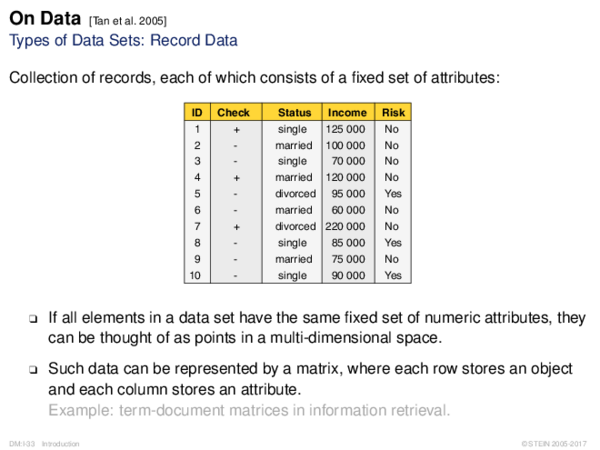 On Data [Tan et al. 2005]
Types of Data Sets: Record Data
Collection of records, each of which consists of a fixed set of attributes:
ID Check Status Income Risk
1 + single 125 000 No
2 - married 100 000 No
3 - single 70 000 No
4 + married 120 000 No
5 - divorced 95 000 Yes
6 - married 60 000 No
7 + divorced 220 000 No
8 - single 85 000 Yes
9 - married 75 000 No
10 - single 90 000 Yes
❑ If all elements in a data set have the same fixed set of numeric attributes, they
can be thought of as points in a multi-dimensional space.
❑ Such data can be represented by a matrix, where each row stores an object
and each column stores an attribute.
Example: term-document matrices in information retrieval.
DM:I-33 Introduction © STEIN 2005-2017